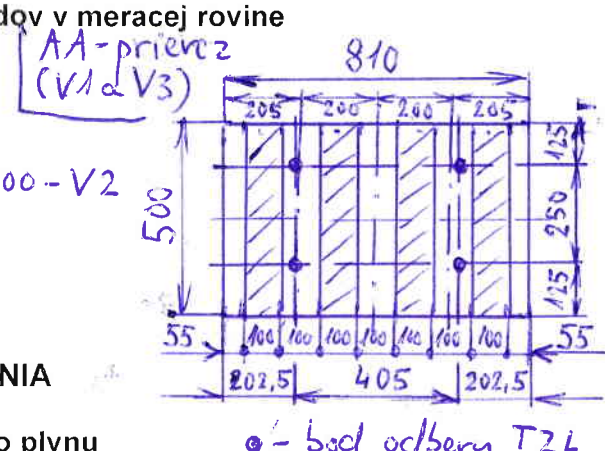 dov v meracej rovine
AA-prierez
(V1 a V3)
810
205 200 200 205
125
00-V2
500
250
125
55 100 100 100 100 100 100 100 55
NIA
202,5 405 202,5
o plynu
- bod odberu TZL